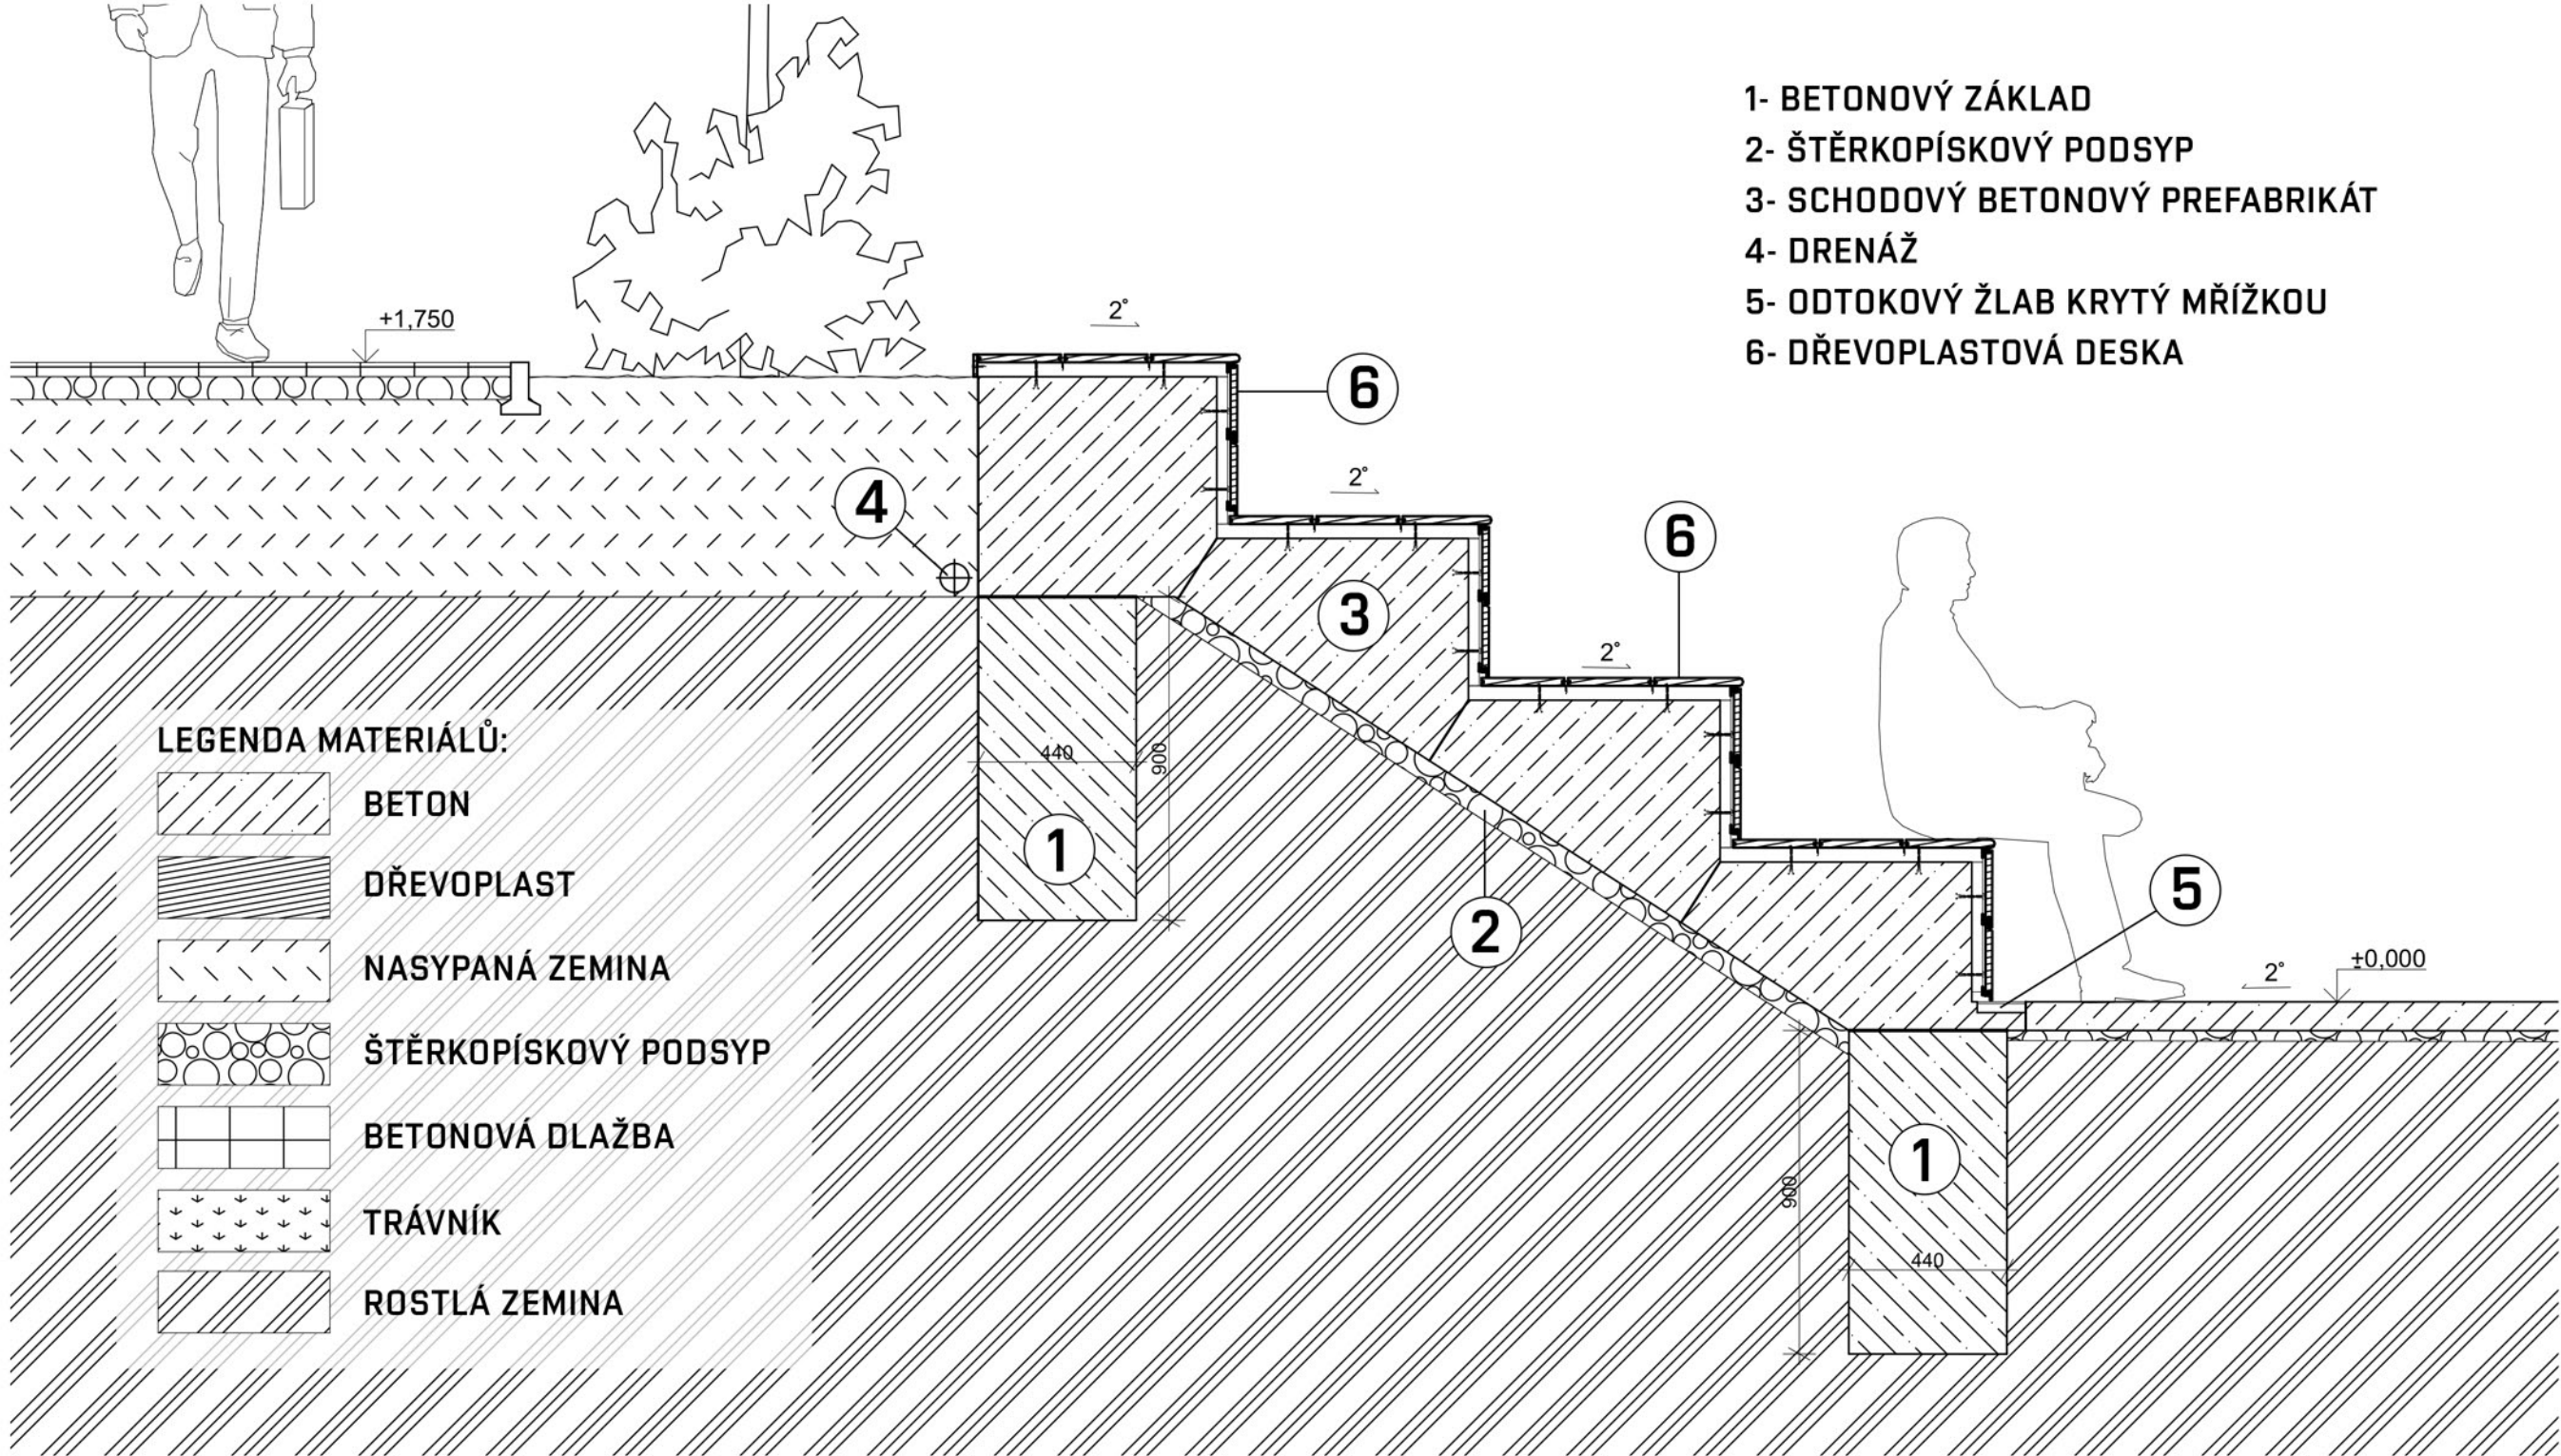 1- BETONOVÝ ZÁKLAD
2- ŠTĚRKOPÍSKOVÝ PODSYP
3- SCHODOVÝ BETONOVÝ PREFABRIKÁT
4- DRENÁŽ
5- ODTOKOVÝ ŽLAB KRYTÝ MŘÍŽKOU
6- DŘEVOPLASTOVÁ DESKA
+1,750
2°
6
2°
4
6
3
2°
LEGENDA MATERIÁLŮ:
BETON
DŘEVOPLAST
NASYPANÁ ZEMINA
ŠTĚRKOPÍSKOVÝ PODSYP
BETONOVÁ DLAŽBA
TRÁVNÍK
ROSTLÁ ZEMINA
440
900
1
2
5
2°
±0,000
1
900
440